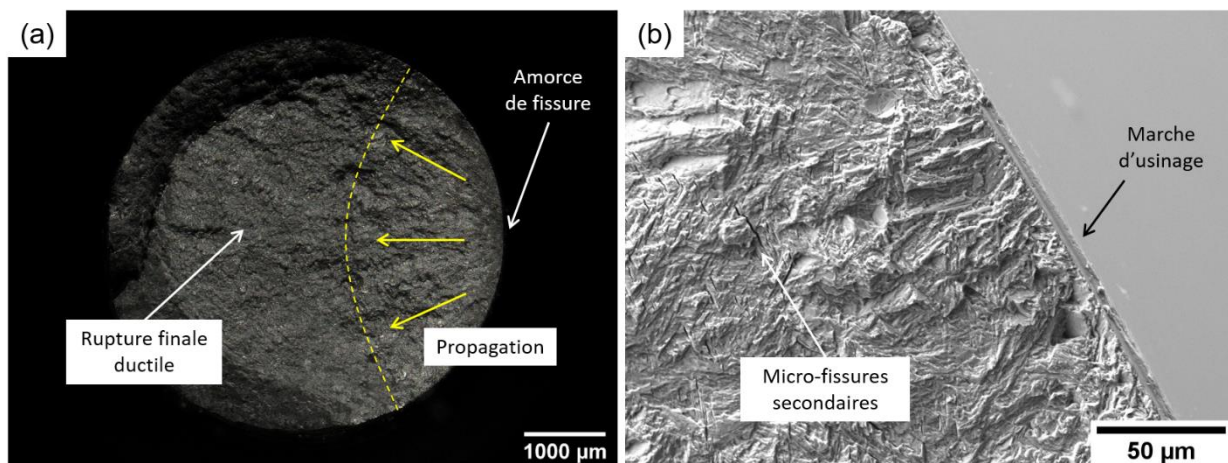 (a)
Amorce
de fissure
Rupture finale
ductile
Propagation
1000 µm
(b)
Marche
d’usinage
Micro-fissures
secondaires
50 µm